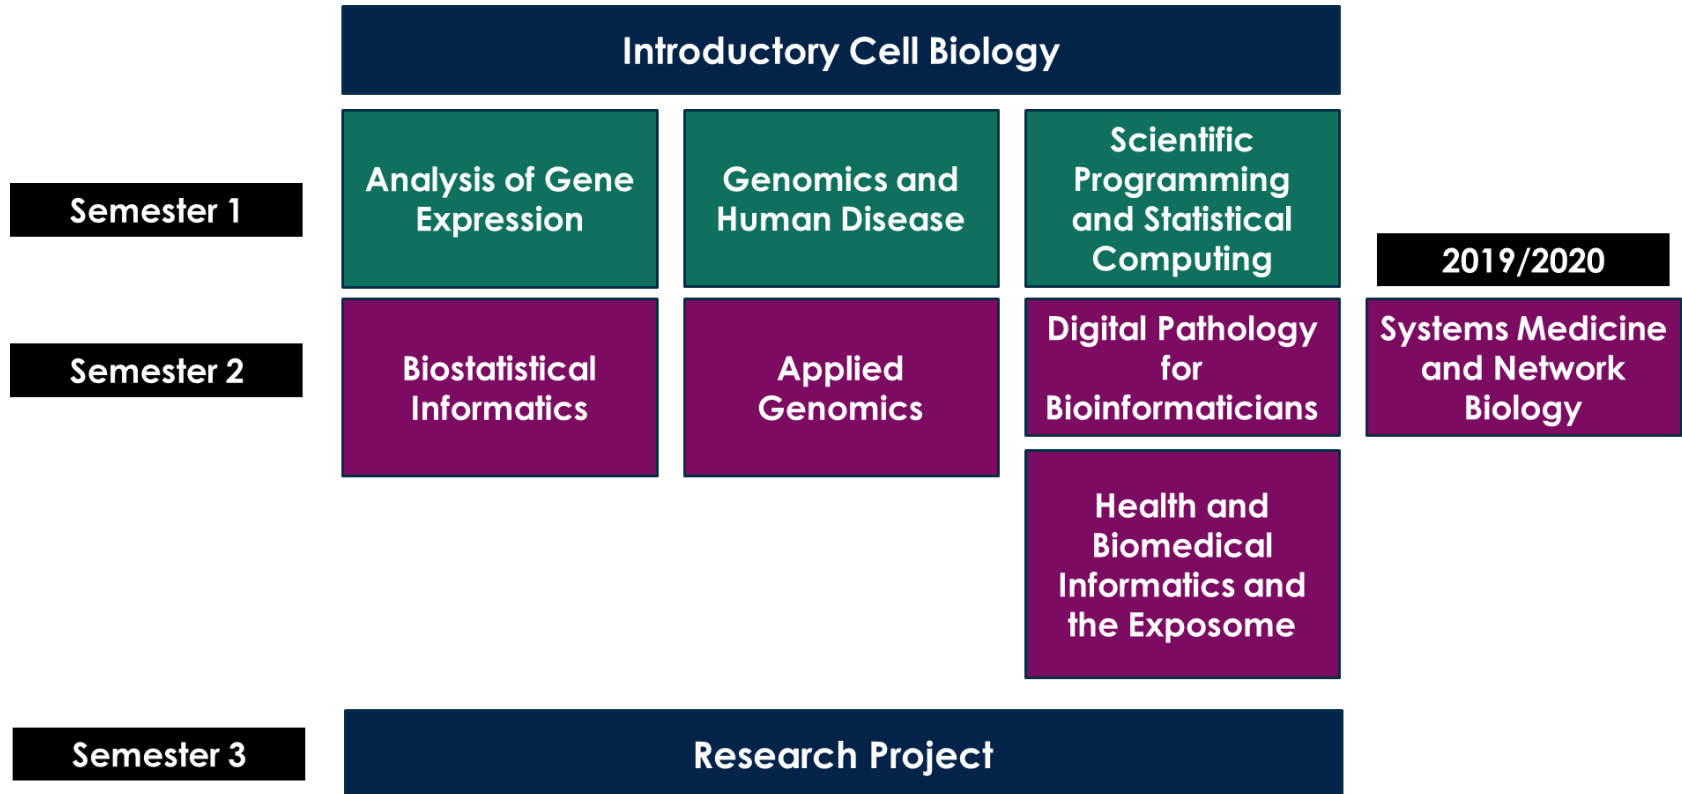 Introductory Cell Biology
Semester 1
Analysis of Gene
Expression
Genomics and
Human Disease
Scientific
Programming
and Statistical
Computing
2019/2020
Semester 2
Biostatistical
Informatics
Applied
Genomics
Digital Pathology
for
Bioinformaticians
Systems Medicine
and Network
Biology
Health and
Biomedical
Informatics and
the Exposome
Semester 3
Research Project